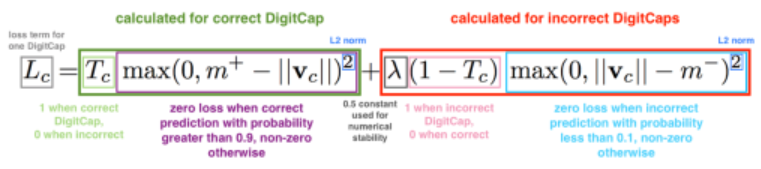 calculated for correct DigitCap
calculated for incorrect DigitCaps
loss term for
one DigitCap
L2 norm
L2 norm
L_c = T_c max(0, m^+ − ||v_c||)^2 + λ(1 − T_c) max(0, ||v_c|| − m^−)^2
1 when correct
DigitCap,
0 when incorrect
zero loss when correct
prediction with probability
greater than 0.9, non-zero
otherwise
0.5 constant
used for
numerical
stability
1 when incorrect
DigitCap,
0 when correct
zero loss when incorrect
prediction with probability
less than 0.1, non-zero
otherwise